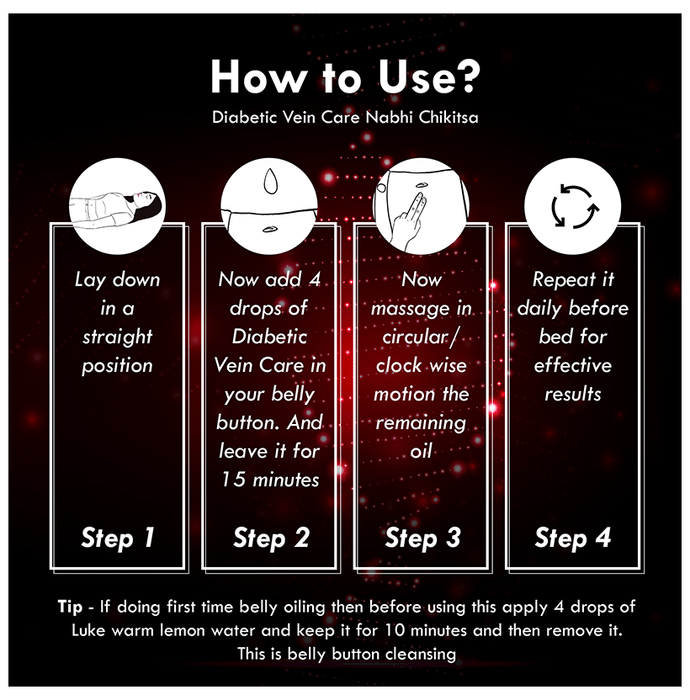 How to Use?
Diabetic Vein Care Nabhi Chikitsa
Lay down
in a
straight
position
Step 1
Now add 4
drops of
Diabetic
Vein Care in
your belly
button. And
leave it for
15 minutes
Step 2
Now
massage in
circular/
clock wise
motion the
remaining
oil
Step 3
Repeat it
daily before
bed for
effective
results
Step 4
Tip - If doing first time belly oiling then before using this apply 4 drops of
Luke warm lemon water and keep it for 10 minutes and then remove it.
This is belly button cleansing